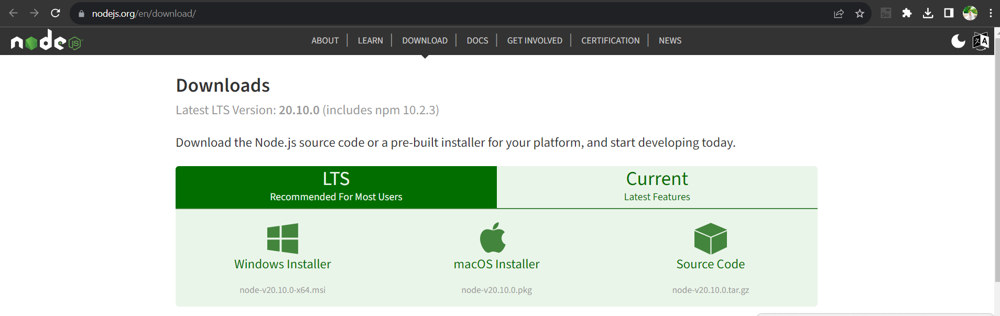 nodejs.org/en/download/
node JS
ABOUT LEARN DOWNLOAD DOCS GET INVOLVED CERTIFICATION NEWS
Downloads
Latest LTS Version: 20.10.0 (includes npm 10.2.3)
Download the Node.js source code or a pre-built installer for your platform, and start developing today.
LTS
Recommended For Most Users
Current
Latest Features
Windows Installer
node-v20.10.0-x64.msi
macOS Installer
node-v20.10.0.pkg
Source Code
node-v20.10.0.tar.gz